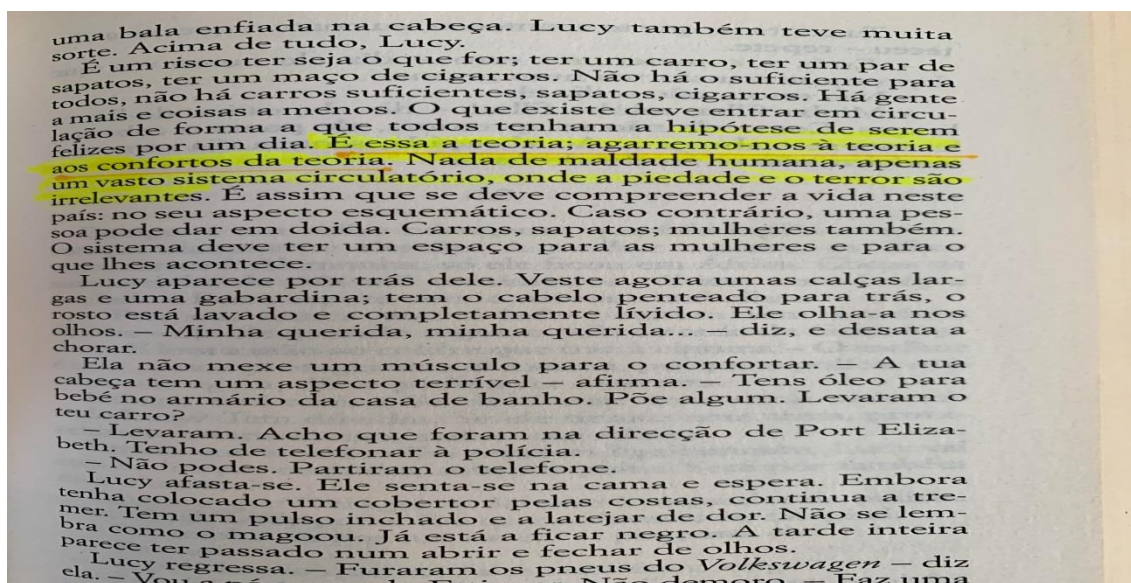 uma bala enfiada na cabeça. Lucy também teve muita
sorte. Acima de tudo, Lucy.
É um risco ter seja o que for; ter um carro, ter um par de
sapatos, ter um maço de cigarros. Não há o suficiente para
todos, não há carros suficientes, sapatos, cigarros. Há gente
a mais e coisas a menos. O que existe deve entrar em circu-
lação de forma a que todos tenham a hipótese de serem
felizes por um dia. É essa a teoria; agarremo-nos à teoria e
aos confortos da teoria. Nada de maldade humana, apenas
um vasto sistema circulatório, onde a piedade e o terror são
irrelevantes. É assim que se deve compreender a vida neste
país: no seu aspecto esquemático. Caso contrário, uma pes-
soa pode dar em doida. Carros, sapatos; mulheres também.
O sistema deve ter um espaço para as mulheres e para o
que lhes acontece.
Lucy aparece por trás dele. Veste agora umas calças lar-
gas e uma gabardina; tem o cabelo penteado para trás, o
rosto está lavado e completamente lívido. Ele olha-a nos
olhos. – Minha querida, minha querida... – diz, e desata a
chorar.
Ela não mexe um músculo para o confortar. – A tua
cabeça tem um aspecto terrível – afirma. – Tens óleo para
bebé no armário da casa de banho. Põe algum. Levaram o
teu carro?
– Levaram. Acho que foram na direcção de Port Eliza-
beth. Tenho de telefonar à polícia.
– Não podes. Partiram o telefone.
Lucy afasta-se. Ele senta-se na cama e espera. Embora
tenha colocado um cobertor pelas costas, continua a tre-
mer. Tem um pulso inchado e a latejar de dor. Não se lem-
bra como o magoou. Já está a ficar negro. A tarde inteira
parece ter passado num abrir e fechar de olhos.
Lucy regressa. – Furaram os pneus do Volkswagen – diz
ela. – Vou a Não demoro. – Faz uma